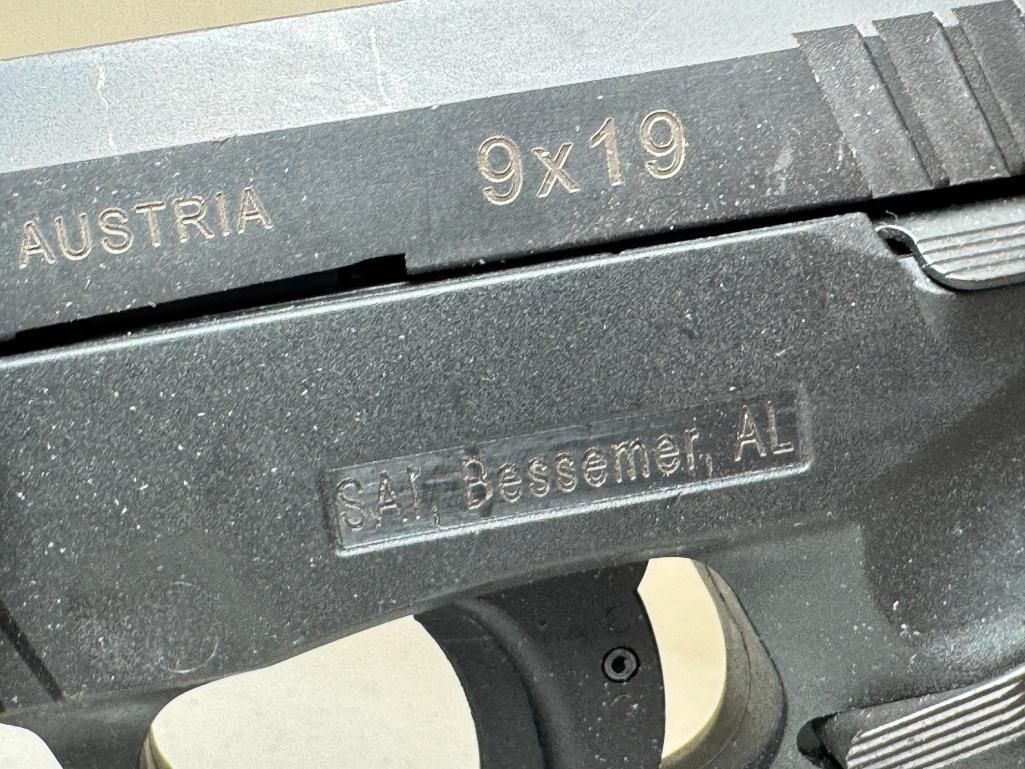 AUSTRIA 9x19
SAI, Bessemer, AL